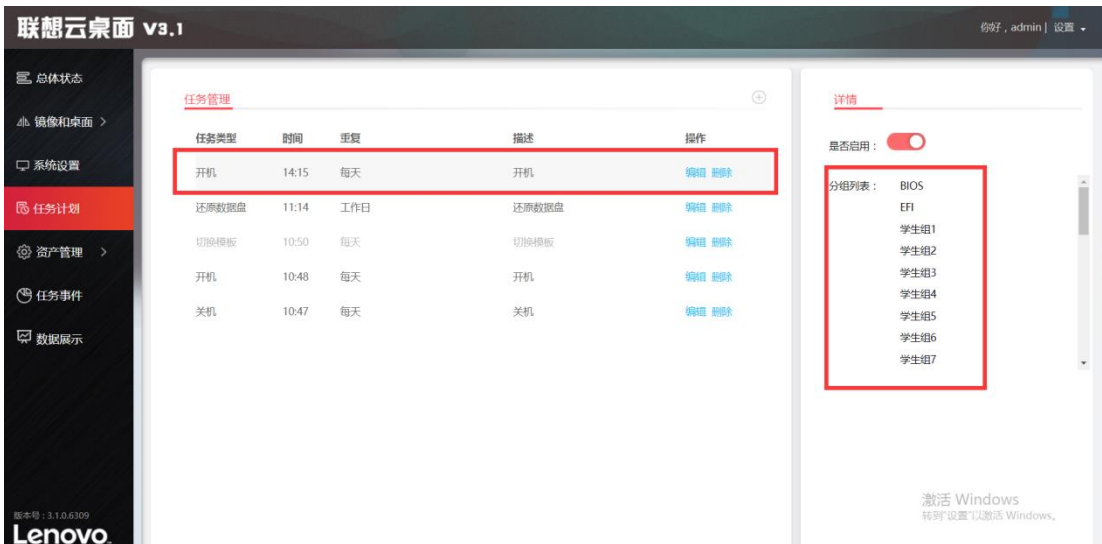 联想云桌面 V3.1
你好，admin | 设置
总体状态
镜像和桌面
系统设置
任务计划
资产管理
任务事件
数据展示
版本号：3.1.0.6309
Lenovo
任务管理
任务类型 时间 重复 描述 操作
开机 14:15 每天 开机 编辑 删除
还原数据盘 11:14 工作日 还原数据盘 编辑 删除
切换模板 10:50 每天 切换模板 编辑 删除
开机 10:48 每天 开机 编辑 删除
关机 10:47 每天 关机 编辑 删除
详情
是否启用：
分组列表： BIOS
EFI
学生组1
学生组2
学生组3
学生组4
学生组5
学生组6
学生组7
激活 Windows
转到"设置"以激活 Windows。